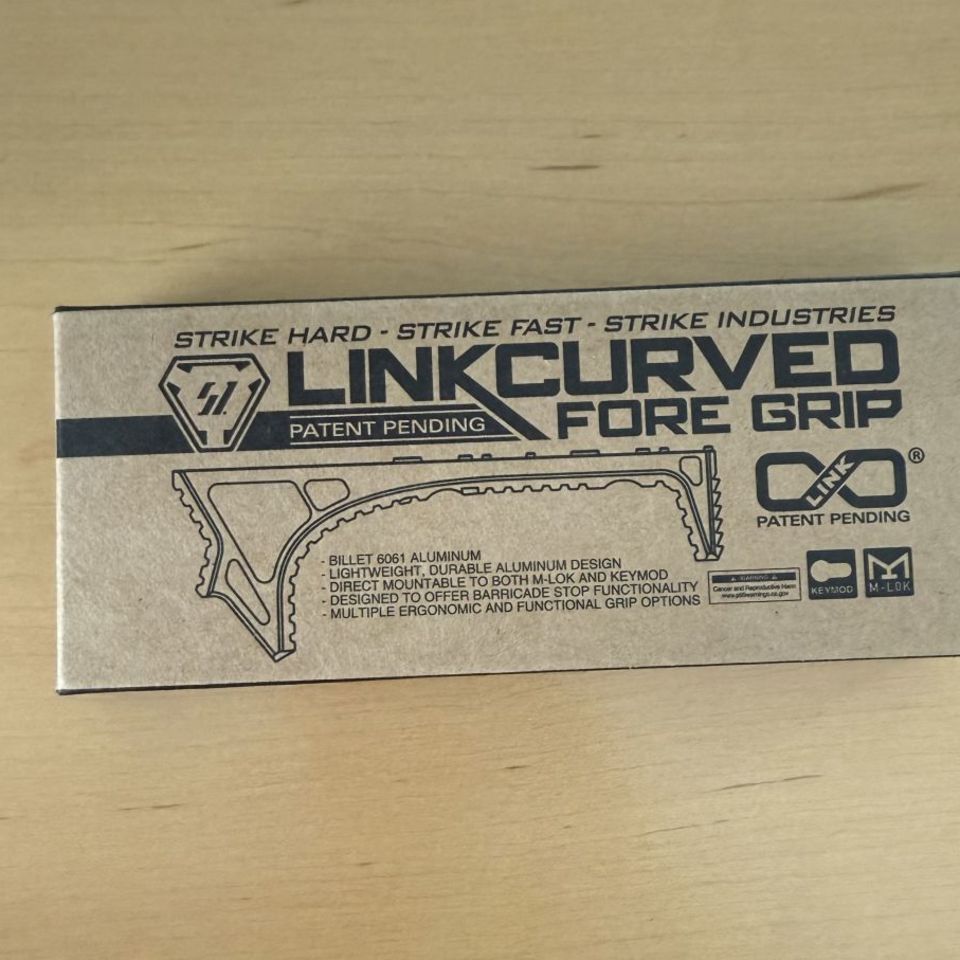 STRIKE HARD - STRIKE FAST - STRIKE INDUSTRIES
LINKCURVED
FORE GRIP
PATENT PENDING
LINK®
PATENT PENDING
- BILLET 6061 ALUMINUM
- LIGHTWEIGHT, DURABLE ALUMINUM DESIGN
- DIRECT MOUNTABLE TO BOTH M-LOK AND KEYMOD
- DESIGNED TO OFFER BARRICADE STOP FUNCTIONALITY
- MULTIPLE ERGONOMIC AND FUNCTIONAL GRIP OPTIONS
WARNING
Cancer and Reproductive Harm
www.p65warnings.ca.gov
KEYMOD
M-LOK